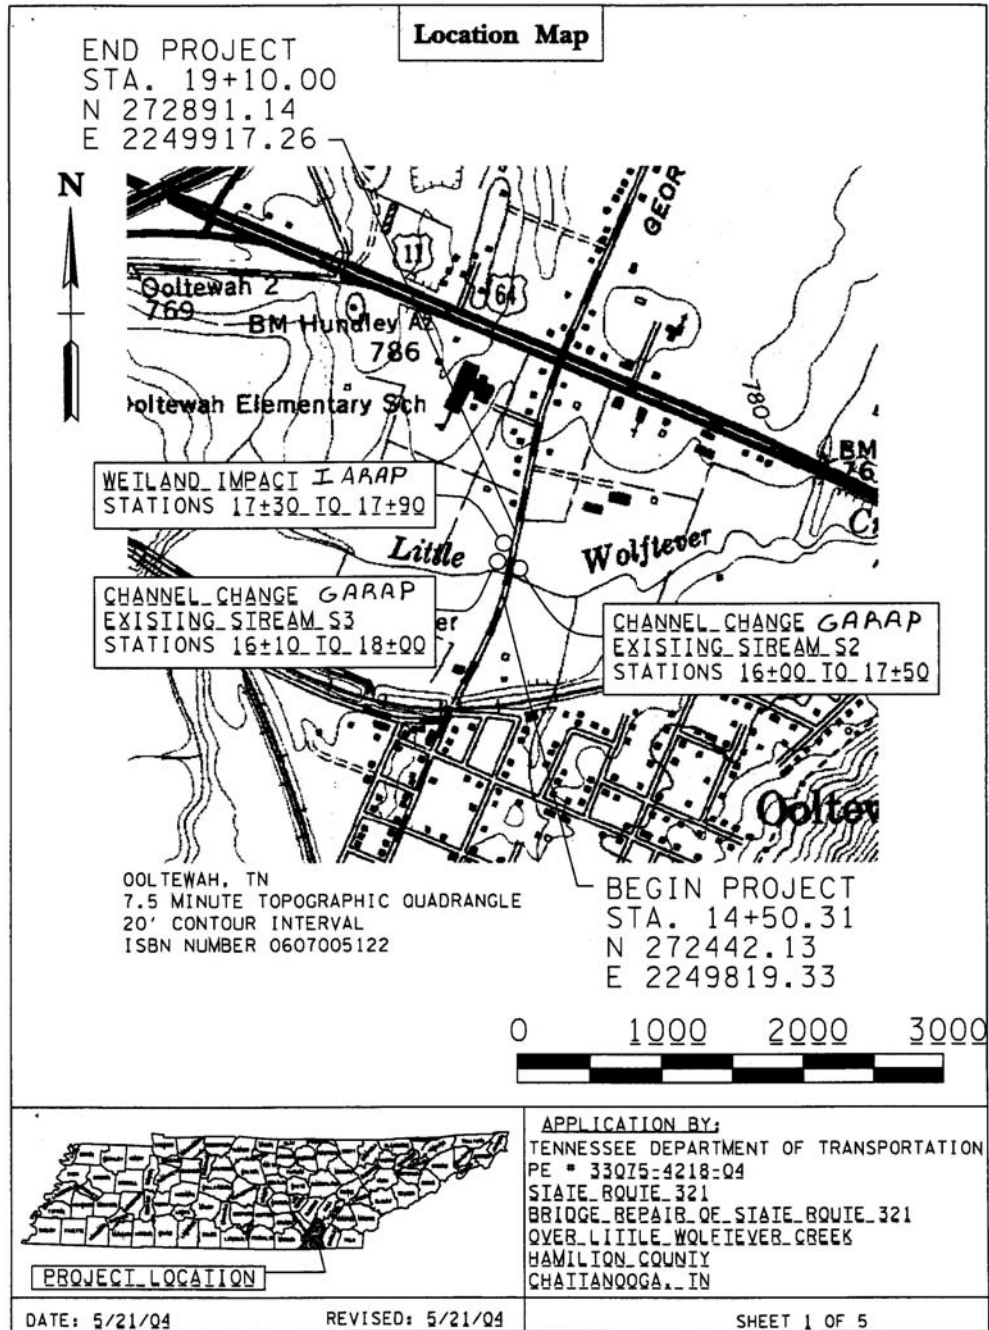 Location Map
END PROJECT
STA. 19+10.00
N 272891.14
E 2249917.26
N
GEOR
11
64
Ooltewah 2
769
BM Hundley Az
786
oltewah Elementary Sch
780
BM
76
WETLAND IMPACT IARAP
STATIONS 17+30 TO 17+90
Little
Wolftever
CHANNEL CHANGE GARAP
EXISTING STREAM S3
STATIONS 16+10 TO 18+00
er
CHANNEL CHANGE GARAP
EXISTING STREAM S2
STATIONS 16+00 TO 17+50
Ooltew
OOLTEWAH, TN
7.5 MINUTE TOPOGRAPHIC QUADRANGLE
20' CONTOUR INTERVAL
ISBN NUMBER 0607005122
BEGIN PROJECT
STA. 14+50.31
N 272442.13
E 2249819.33
0 1000 2000 3000
PROJECT LOCATION
APPLICATION BY:
TENNESSEE DEPARTMENT OF TRANSPORTATION
PE # 33075-4218-04
STATE ROUTE 321
BRIDGE REPAIR OF STATE ROUTE 321
OVER LITTLE WOLFTEVER CREEK
HAMILTON COUNTY
CHATTANOOGA, TN
DATE: 5/21/04 REVISED: 5/21/04
SHEET 1 OF 5